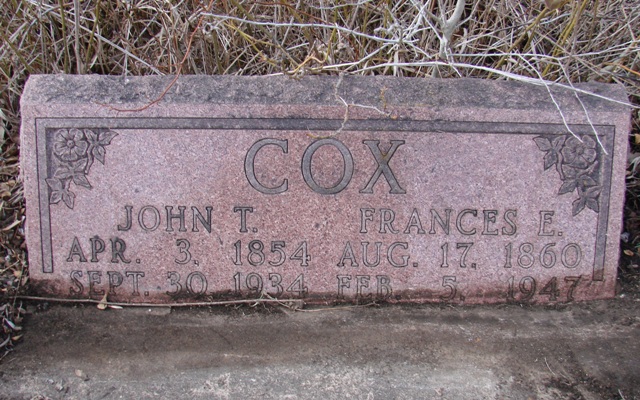 COX
JOHN T. FRANCES E.
APR. 3, 1854 AUG. 17, 1860
SEPT. 30, 1934 FEB. 5, 1947